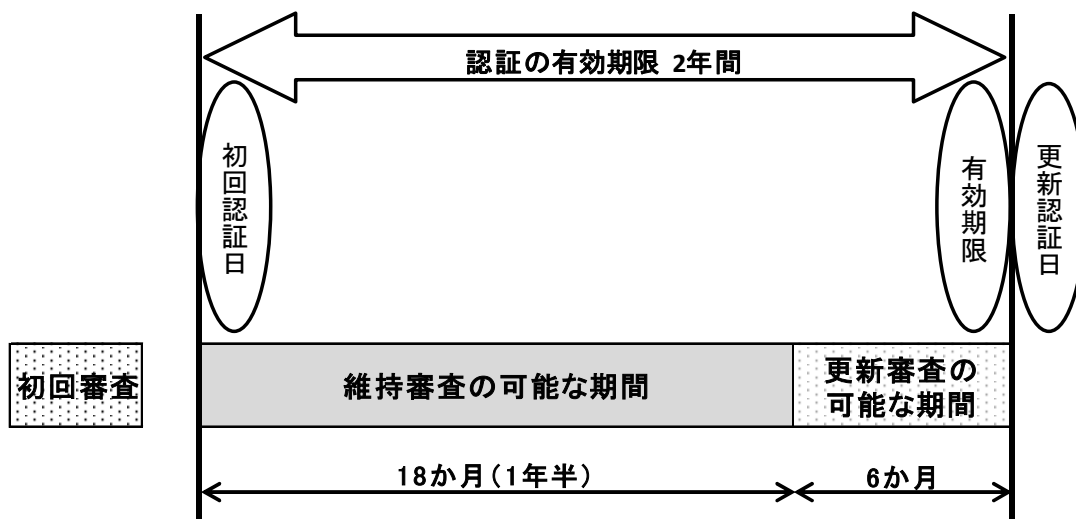 認証の有効期限 2年間
初回認証日
有効期限
更新認証日
初回審査
維持審査の可能な期間
更新審査の
可能な期間
18か月（1年半）
6か月